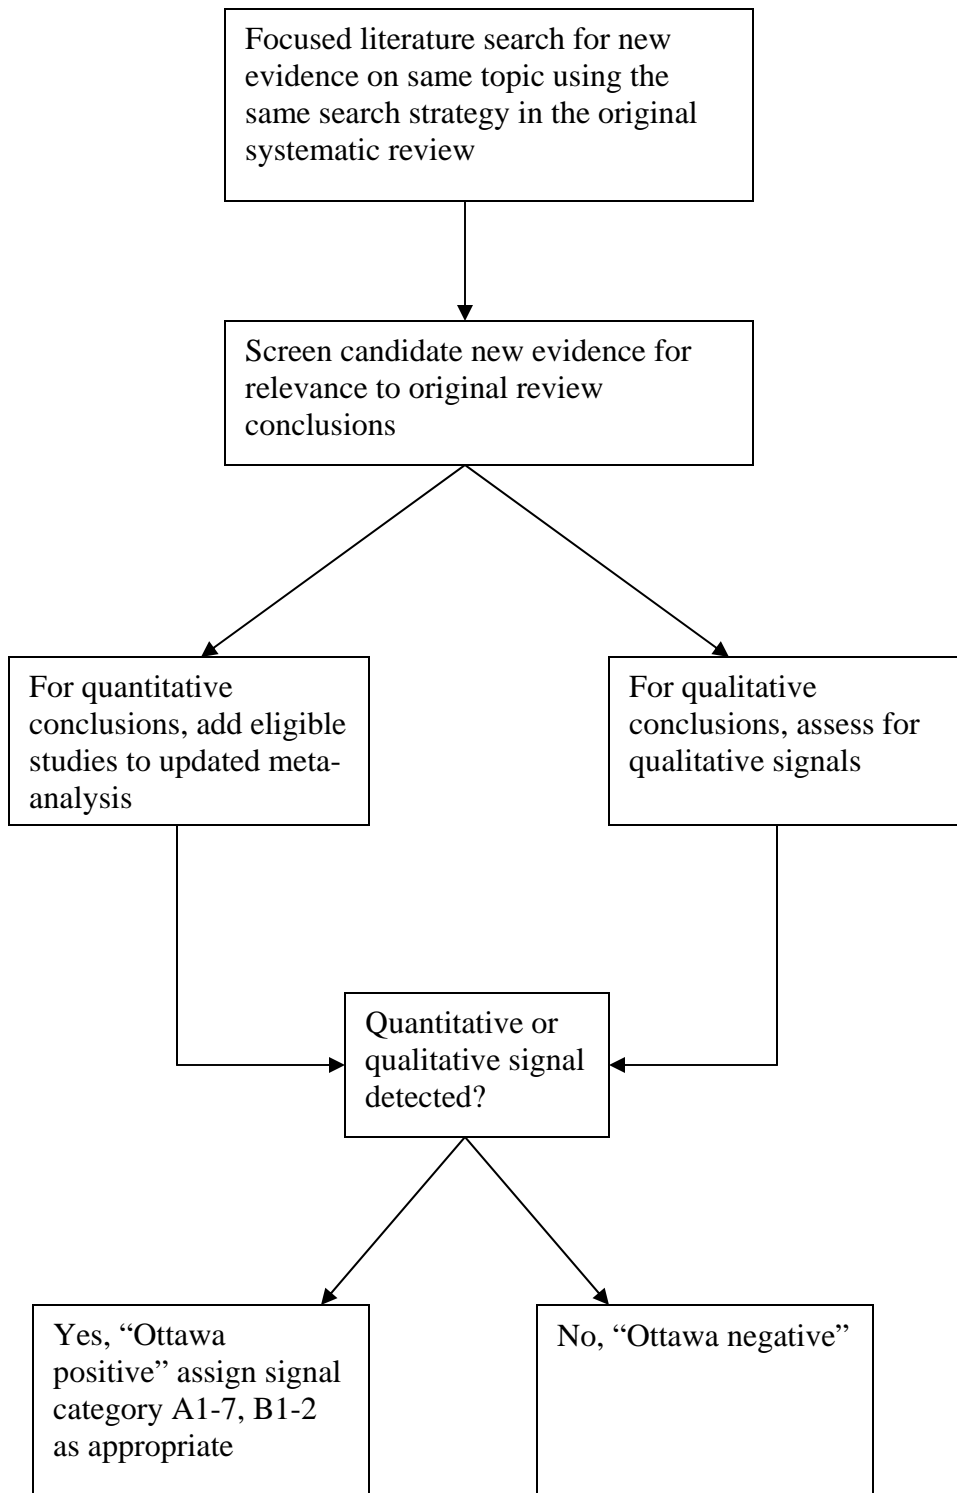 Focused literature search for new
evidence on same topic using the
same search strategy in the original
systematic review
Screen candidate new evidence for
relevance to original review
conclusions
For quantitative
conclusions, add eligible
studies to updated meta-
analysis
For qualitative
conclusions, assess for
qualitative signals
Quantitative or
qualitative signal
detected?
Yes, “Ottawa
positive” assign signal
category A1-7, B1-2
as appropriate
No, “Ottawa negative”